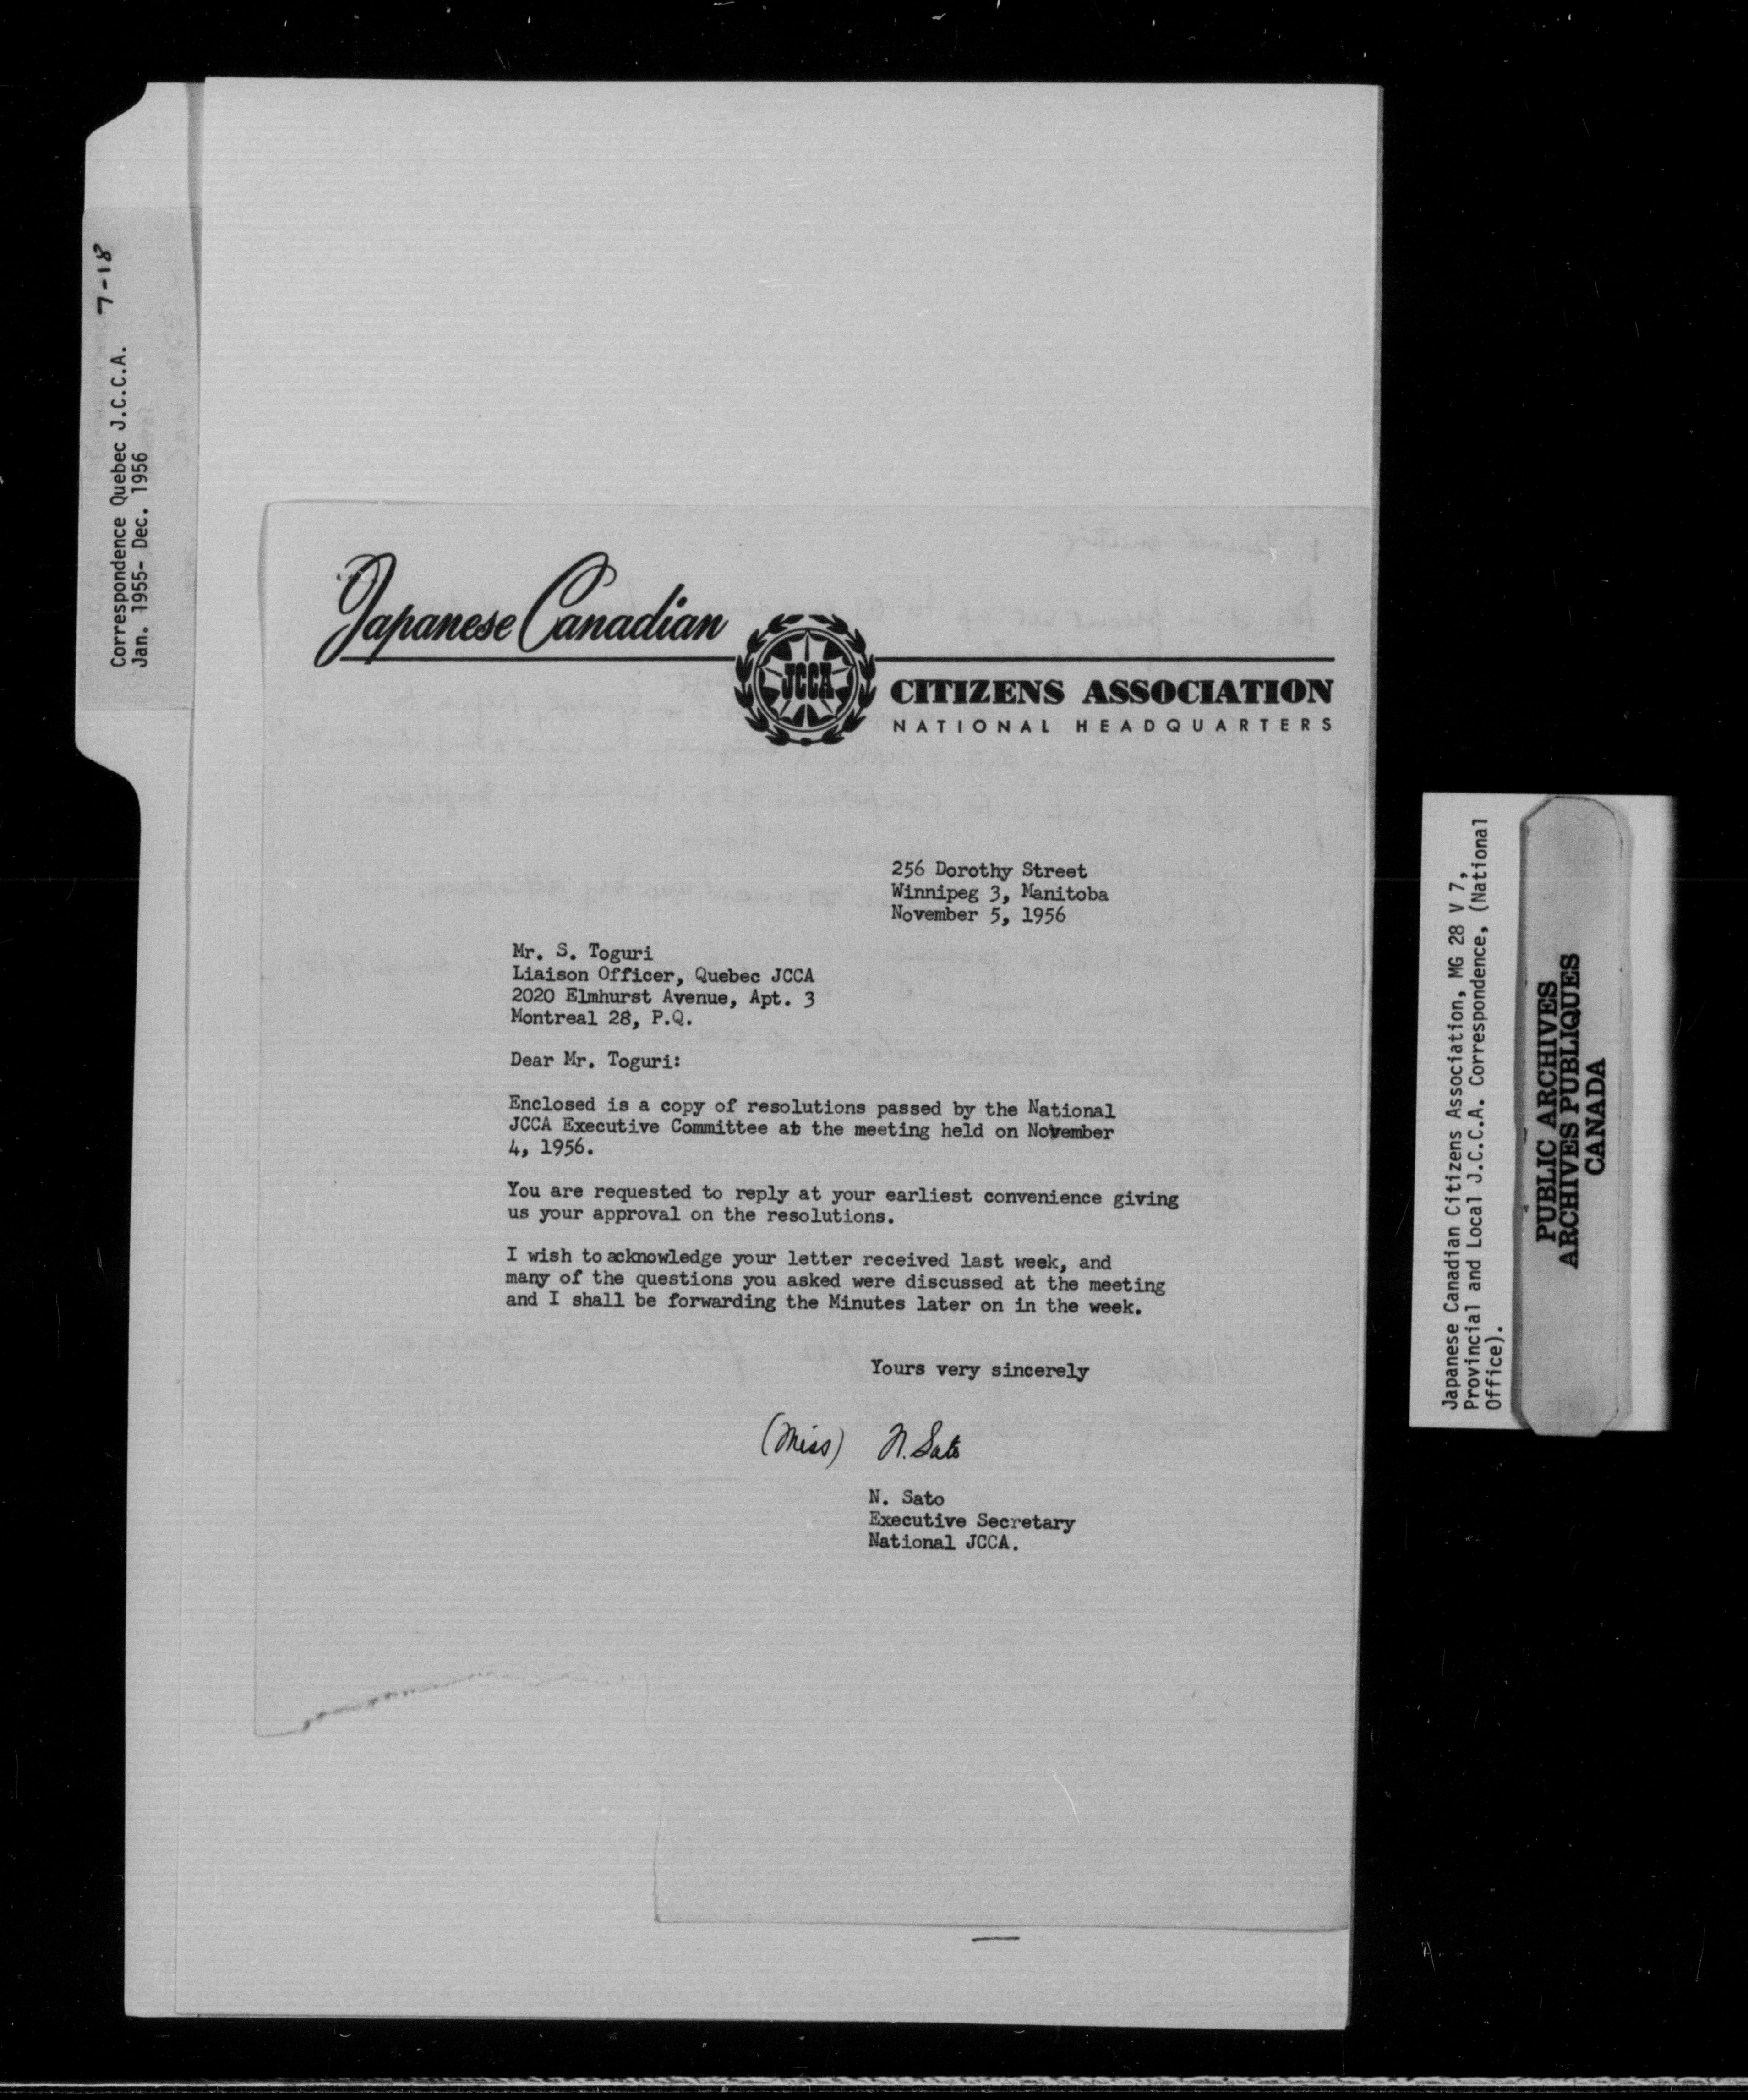 Correspondence Quebec J.C.C.A. 7-18
Jan. 1955- Dec. 1956
Japanese Canadian
JCCA
CITIZENS ASSOCIATION
NATIONAL HEADQUARTERS
256 Dorothy Street
Winnipeg 3, Manitoba
November 5, 1956
Mr. S. Toguri
Liaison Officer, Quebec JCCA
2020 Elmhurst Avenue, Apt. 3
Montreal 28, P.Q.
Dear Mr. Toguri:
Enclosed is a copy of resolutions passed by the National
JCCA Executive Committee at the meeting held on November
4, 1956.
You are requested to reply at your earliest convenience giving
us your approval on the resolutions.
I wish to acknowledge your letter received last week, and
many of the questions you asked were discussed at the meeting
and I shall be forwarding the Minutes later on in the week.
Yours very sincerely
(Miss) N. Sato
N. Sato
Executive Secretary
National JCCA.
Japanese Canadian Citizens Association, MG 28 V 7,
Provincial and Local J.C.C.A. Correspondence, (National
Office).
PUBLIC ARCHIVES
ARCHIVES PUBLIQUES
CANADA